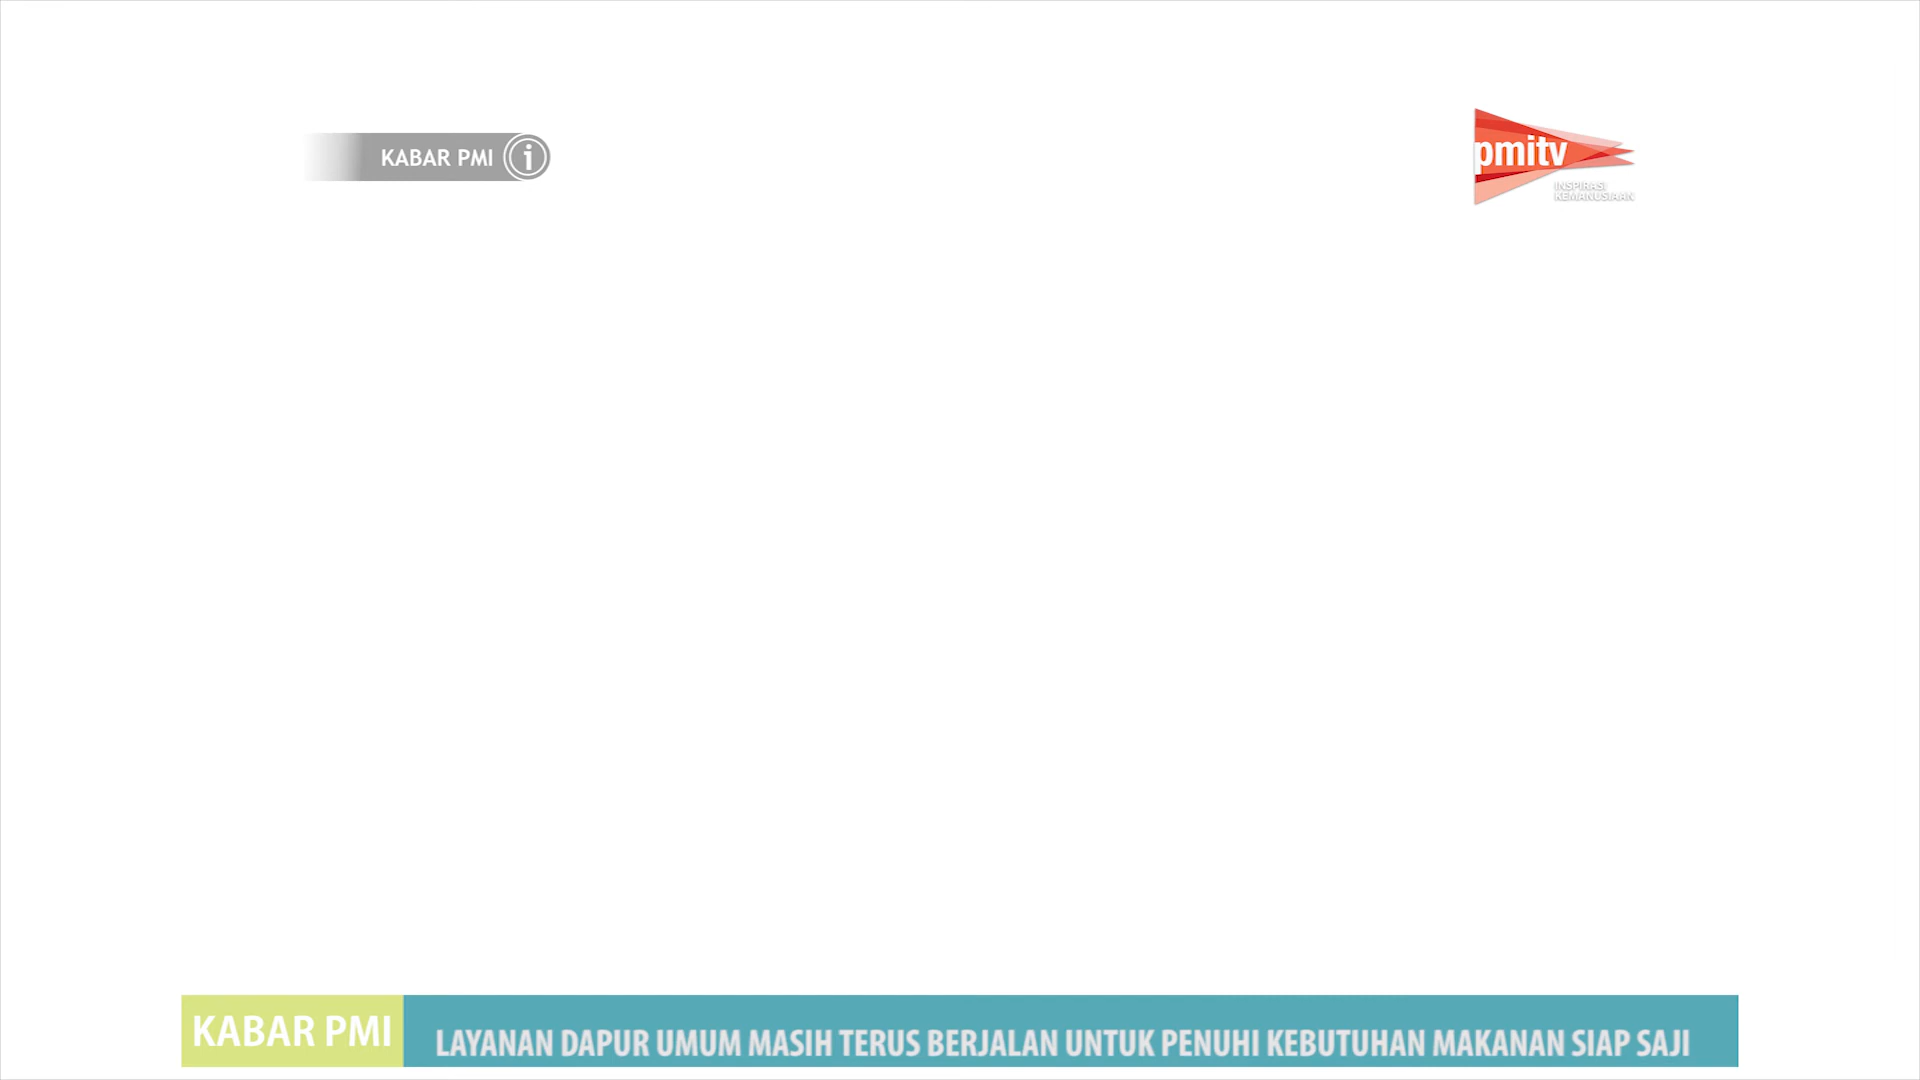 KABAR PMI
pmitv
INSPIRASI
KEMANUSIAAN
KABAR PMI
LAYANAN DAPUR UMUM MASIH TERUS BERJALAN UNTUK PENUHI KEBUTUHAN MAKANAN SIAP SAJI